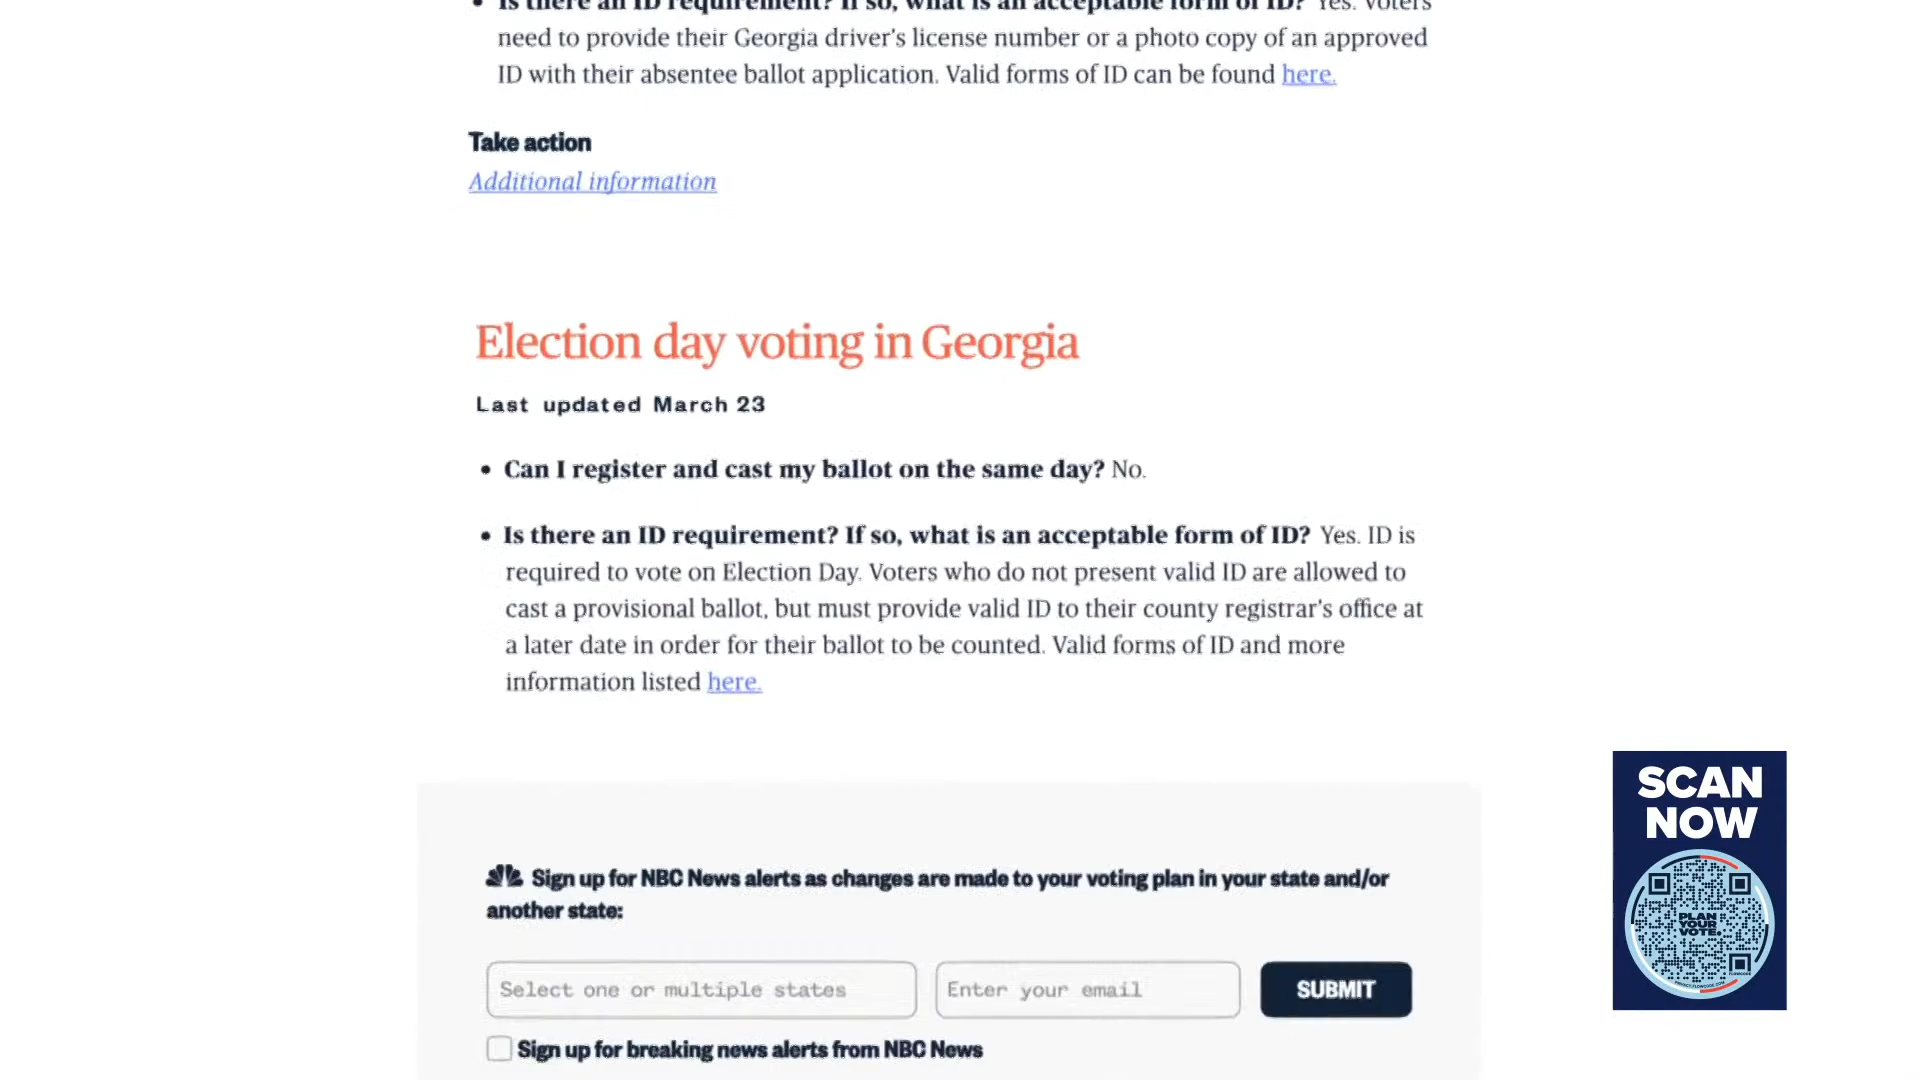 Is there an ID requirement? If so, what is an acceptable form of ID? Yes. Voters
need to provide their Georgia driver's license number or a photo copy of an approved
ID with their absentee ballot application. Valid forms of ID can be found here.
Take action
Additional information
Election day voting in Georgia
Last updated March 23
• Can I register and cast my ballot on the same day? No.
• Is there an ID requirement? If so, what is an acceptable form of ID? Yes. ID is
required to vote on Election Day. Voters who do not present valid ID are allowed to
cast a provisional ballot, but must provide valid ID to their county registrar's office at
a later date in order for their ballot to be counted. Valid forms of ID and more
information listed here.
Sign up for NBC News alerts as changes are made to your voting plan in your state and/or
another state:
Select one or multiple states
Enter your email
SUBMIT
Sign up for breaking news alerts from NBC News
SCAN
NOW
PLAN
YOUR
VOTE.